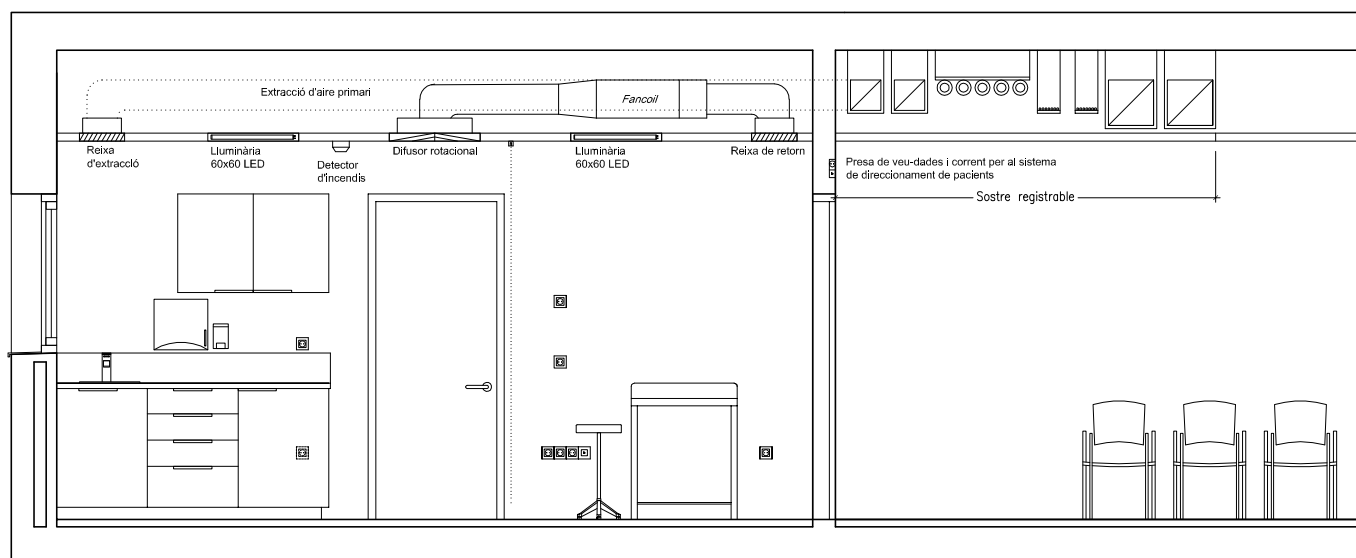 Extracció d'aire primari
Fancoil
Reixa
d'extracció
Lluminària
60x60 LED
Detector
d'incendis
Difusor rotacional
Lluminària
60x60 LED
Reixa de retorn
Presa de veu-dades i corrent per al sistema
de direccionament de pacients
Sostre registrable